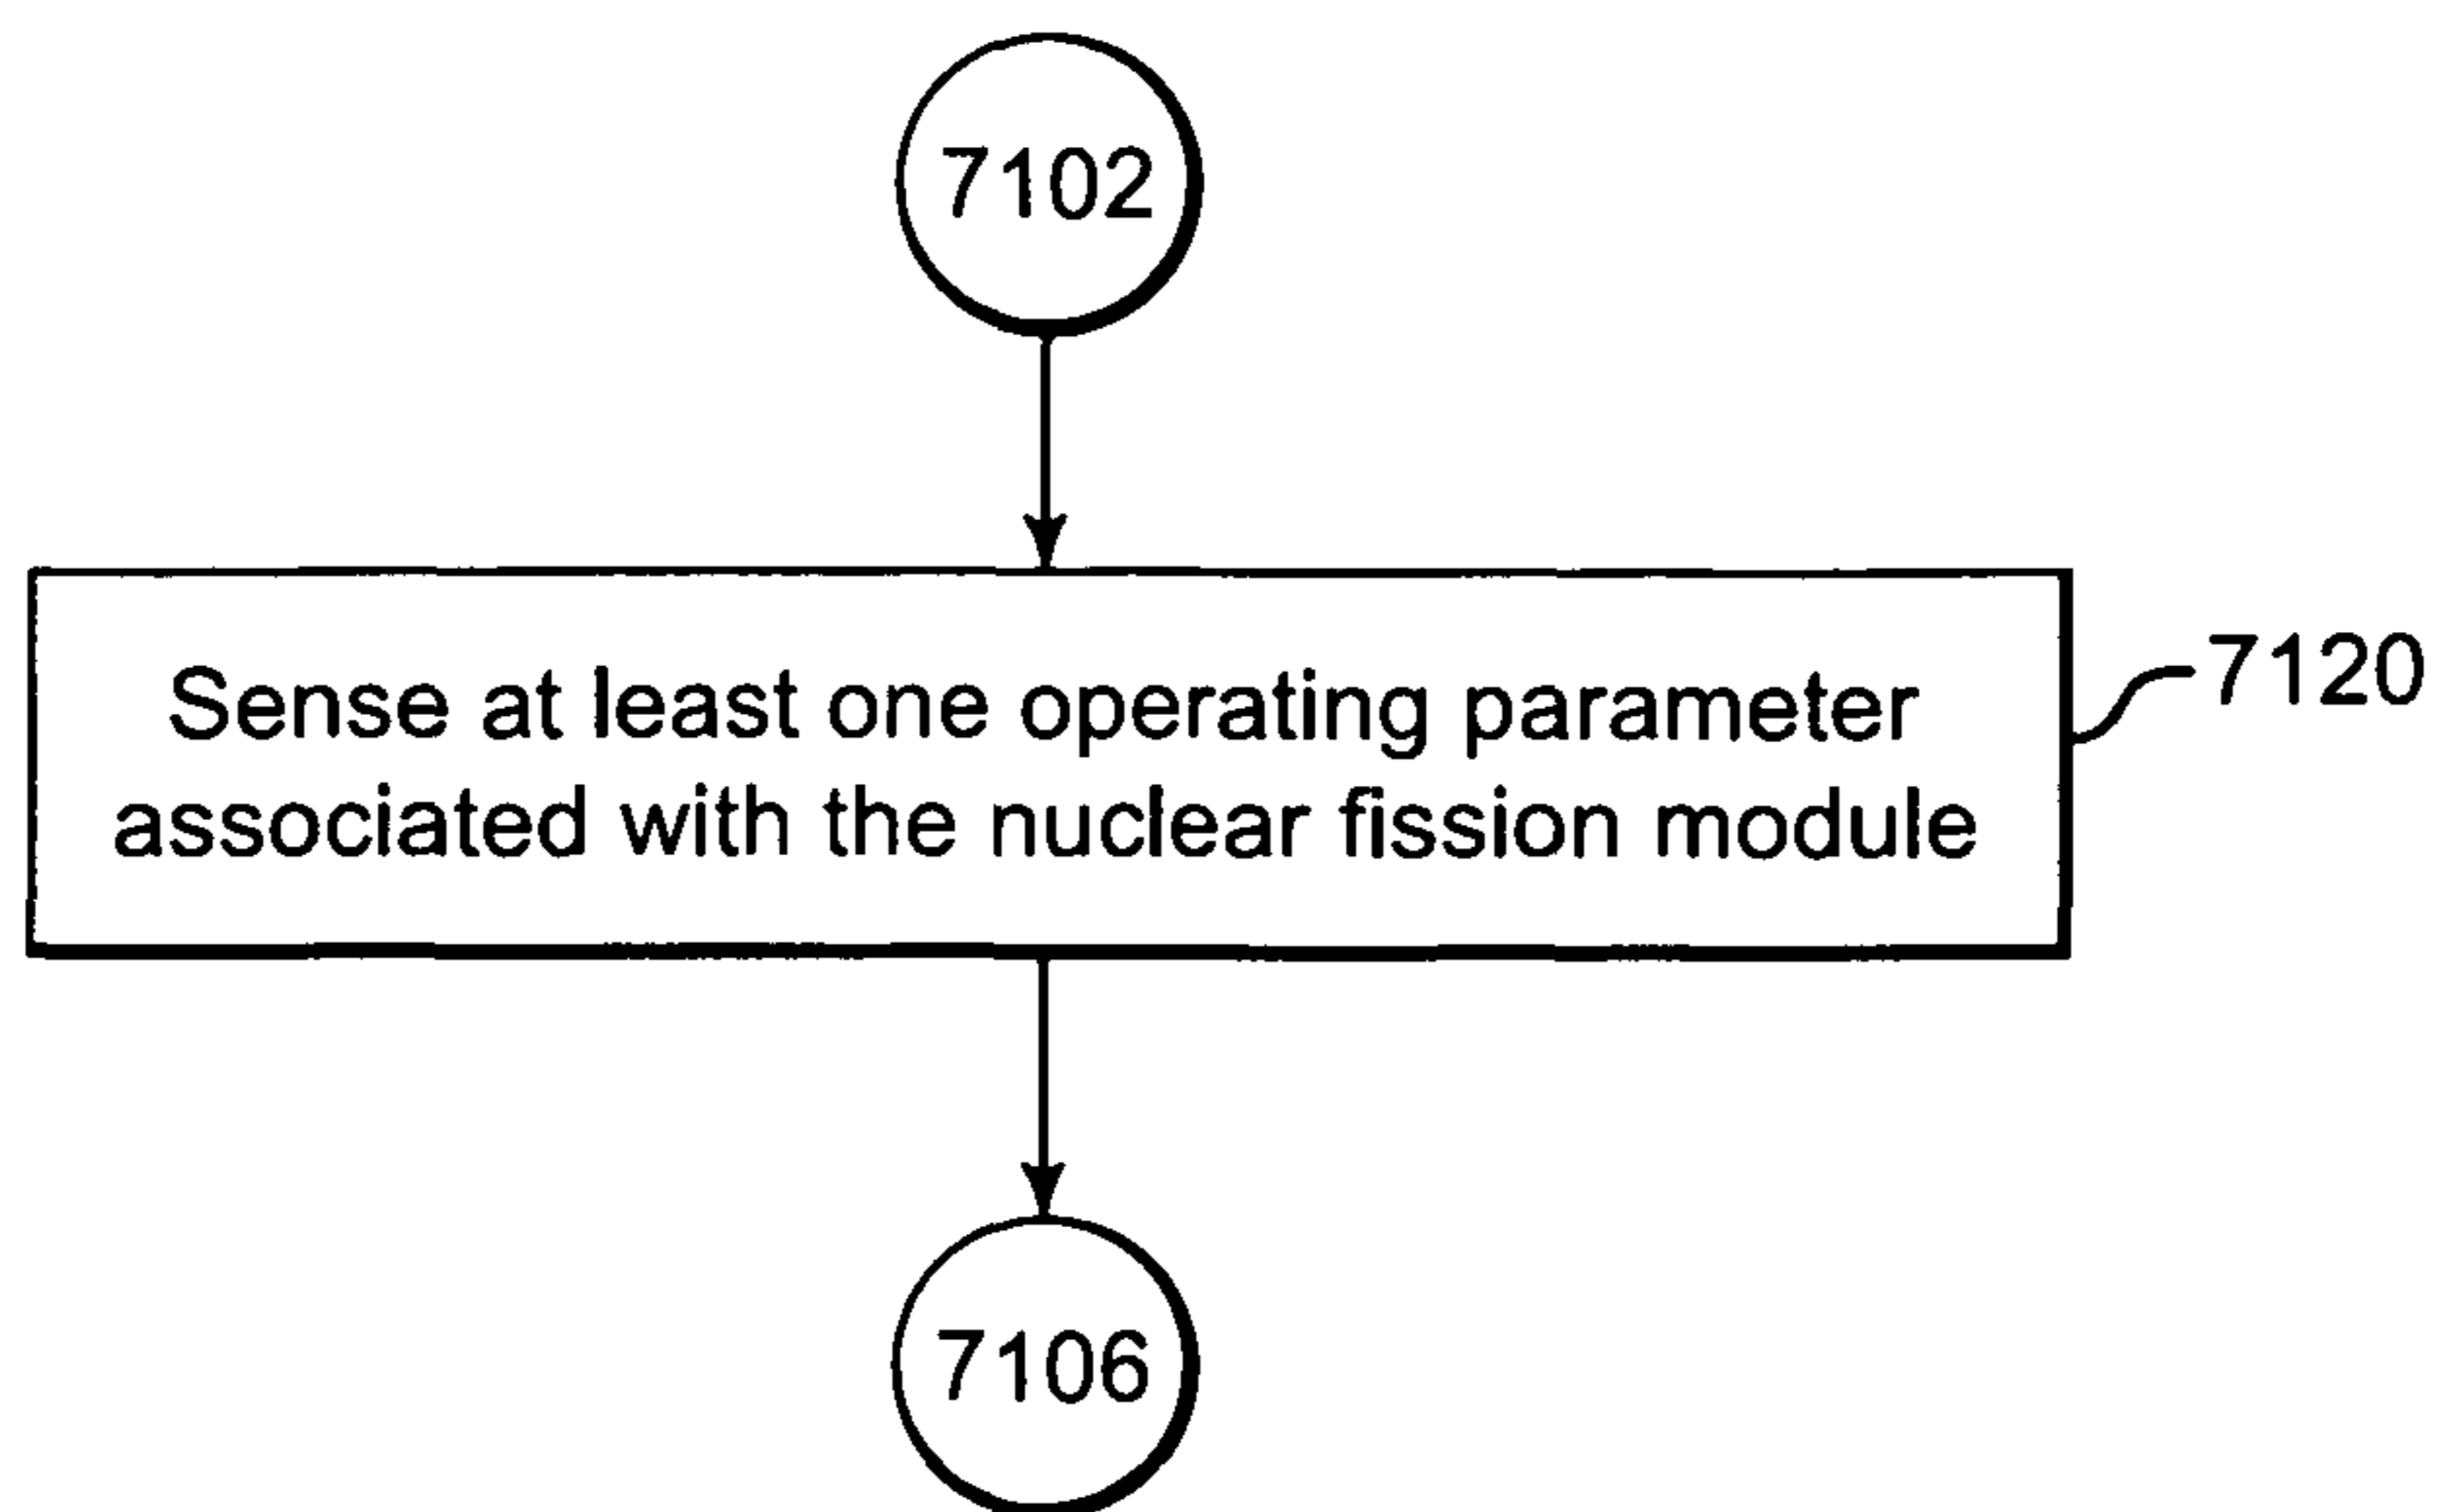 7102
Sense at least one operating parameter
associated with the nuclear fission module
7120
7106